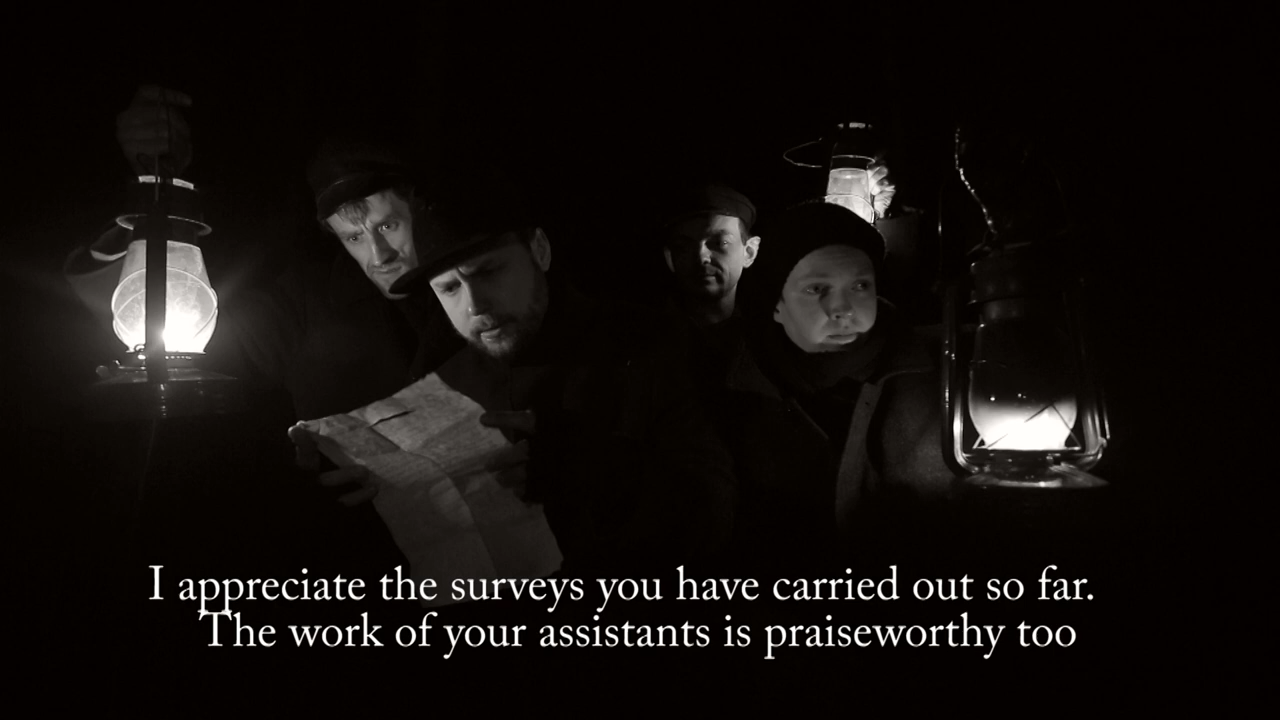 I appreciate the surveys you have carried out so far.
The work of your assistants is praiseworthy too